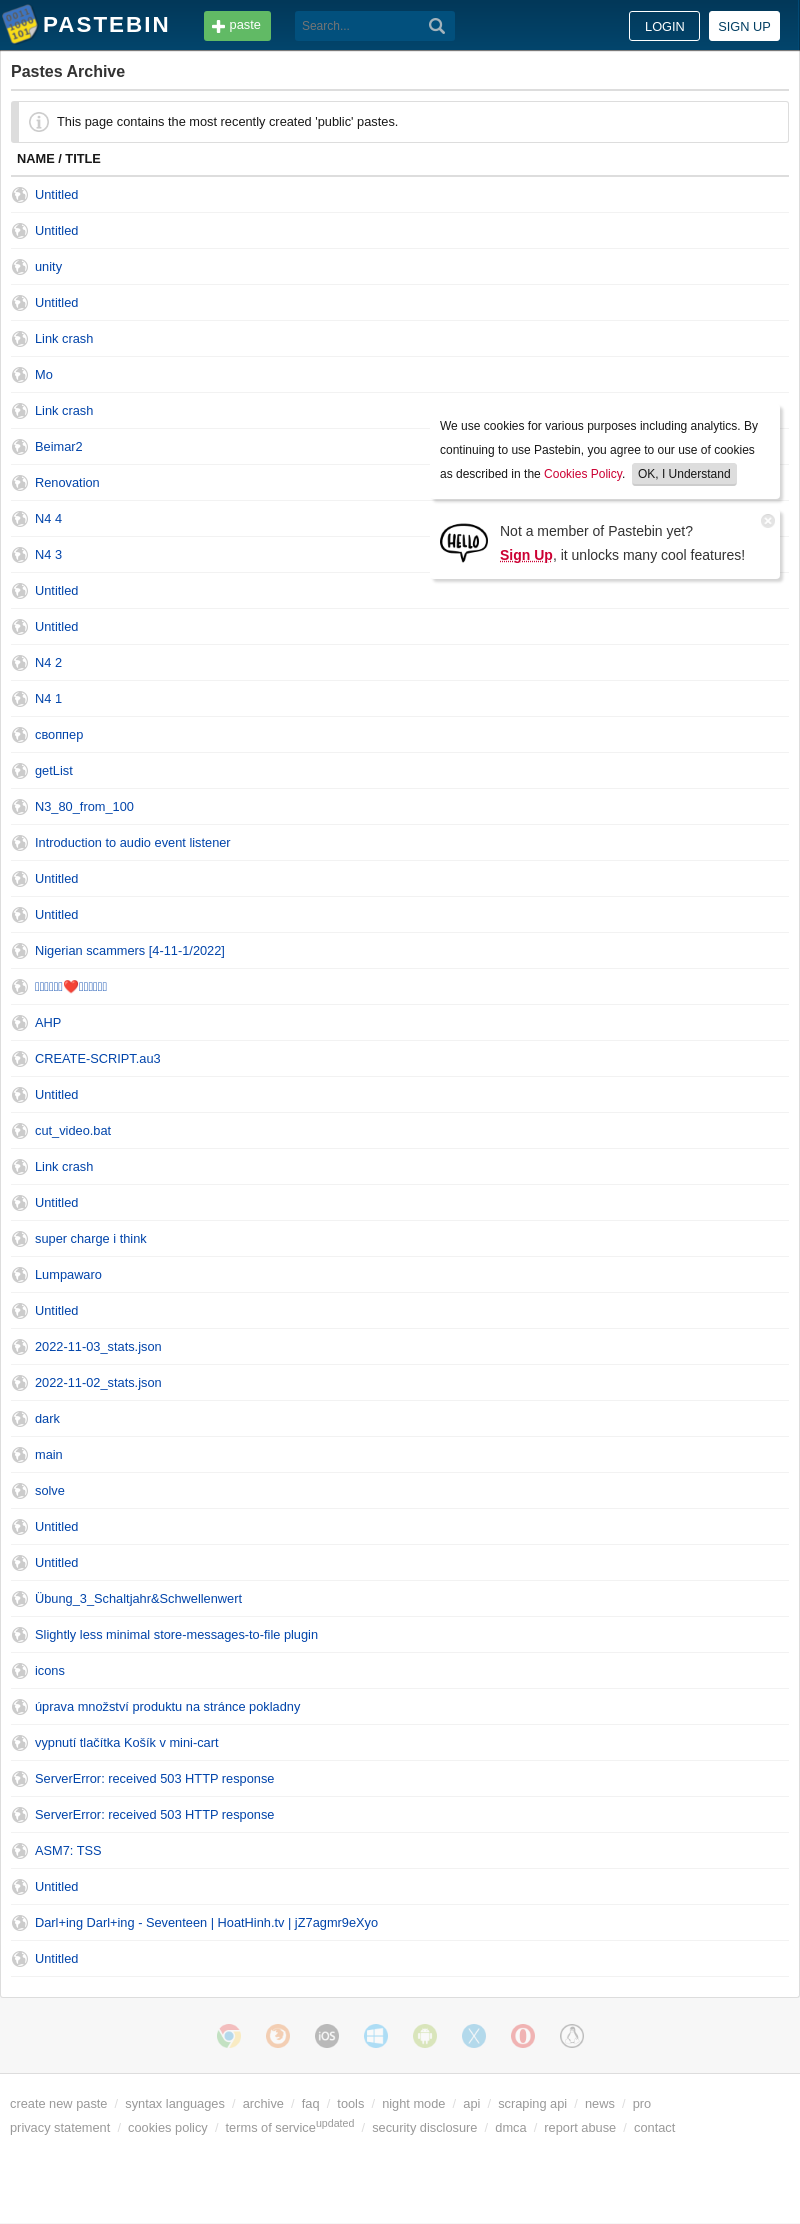 PASTEBIN paste Search... LOGIN SIGN UP
Pastes Archive
This page contains the most recently created 'public' pastes.
NAME / TITLE
Untitled
Untitled
unity
Untitled
Link crash
Mo
Link crash
Beimar2
Renovation
N4 4
N4 3
We use cookies for various purposes including analytics. By
continuing to use Pastebin, you agree to our use of cookies
as described in the Cookies Policy. OK, I Understand
HELLO
Not a member of Pastebin yet?
Sign Up, it unlocks many cool features!
Untitled
Untitled
N4 2
N4 1
своппер
getList
N3_80_from_100
Introduction to audio event listener
Untitled
Untitled
Nigerian scammers [4-11-1/2022]
❤️
AHP
CREATE-SCRIPT.au3
Untitled
cut_video.bat
Link crash
Untitled
super charge i think
Lumpawaro
Untitled
2022-11-03_stats.json
2022-11-02_stats.json
dark
main
solve
Untitled
Untitled
Übung_3_Schaltjahr&Schwellenwert
Slightly less minimal store-messages-to-file plugin
icons
úprava množství produktu na stránce pokladny
vypnutí tlačítka Košík v mini-cart
ServerError: received 503 HTTP response
ServerError: received 503 HTTP response
ASM7: TSS
Untitled
Darl+ing Darl+ing - Seventeen | HoatHinh.tv | jZ7agmr9eXyo
Untitled
iOS
create new paste / syntax languages / archive / faq / tools / night mode / api / scraping api / news / pro
privacy statement / cookies policy / terms of service updated / security disclosure / dmca / report abuse / contact